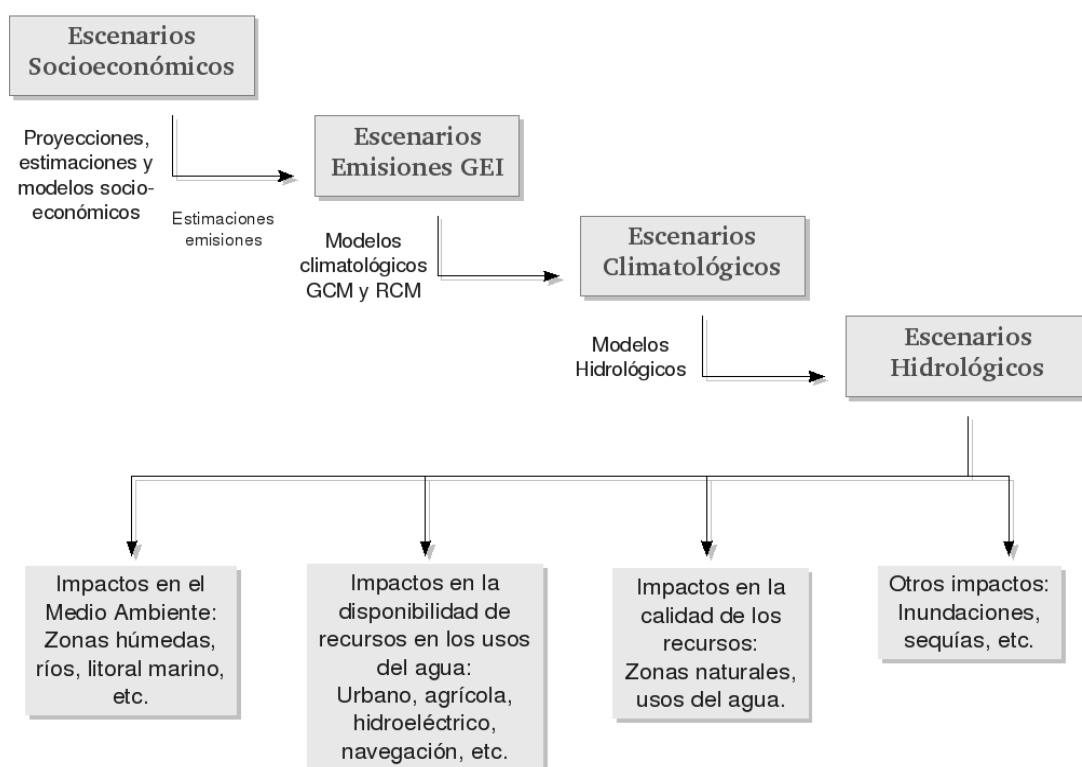 Escenarios
Socioeconómicos
Proyecciones,
estimaciones y
modelos socio-
económicos
Estimaciones
emisiones
Escenarios
Emisiones GEI
Modelos
climatológicos
GCM y RCM
Escenarios
Climatológicos
Modelos
Hidrológicos
Escenarios
Hidrológicos
Impactos en el
Medio Ambiente:
Zonas húmedas,
ríos, litoral marino,
etc.
Impactos en la
disponibilidad de
recursos en los usos
del agua:
Urbano, agrícola,
hidroeléctrico,
navegación, etc.
Impactos en la
calidad de los
recursos:
Zonas naturales,
usos del agua.
Otros impactos:
Inundaciones,
sequías, etc.